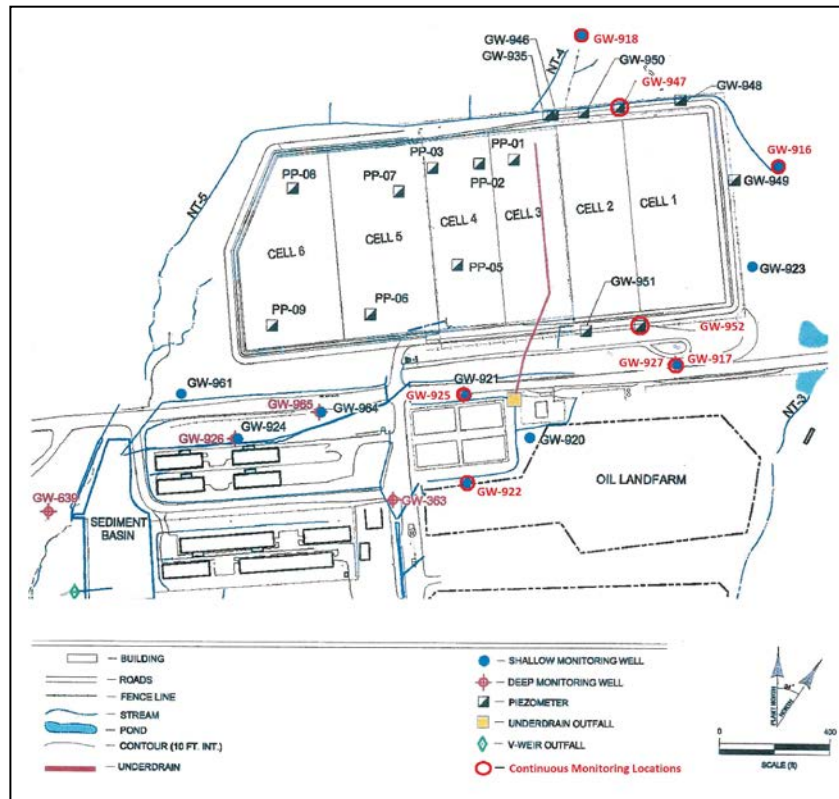 GW-946
GW-935
GW-918
GW-950
NT-4
GW-947
GW-948
GW-916
GW-949
GW-923
NT-5
PP-08
PP-07
PP-03
PP-01
PP-02
CELL 6
CELL 5
CELL 4
CELL 3
CELL 2
CELL 1
PP-05
PP-09
PP-06
GW-951
GW-952
GW-927
GW-917
NT-3
GW-961
GW-965
GW-964
GW-925
GW-921
GW-926
GW-924
GW-920
GW-922
OIL LANDFARM
GW-639
GW-363
SEDIMENT
BASIN
— BUILDING
— ROADS
— FENCE LINE
— STREAM
— POND
— CONTOUR (10 FT. INT.)
— UNDERDRAIN
— SHALLOW MONITORING WELL
— DEEP MONITORING WELL
— PIEZOMETER
— UNDERDRAIN OUTFALL
— V-WEIR OUTFALL
— Continuous Monitoring Locations
PLANT NORTH
NORTH
0 400
SCALE (ft)